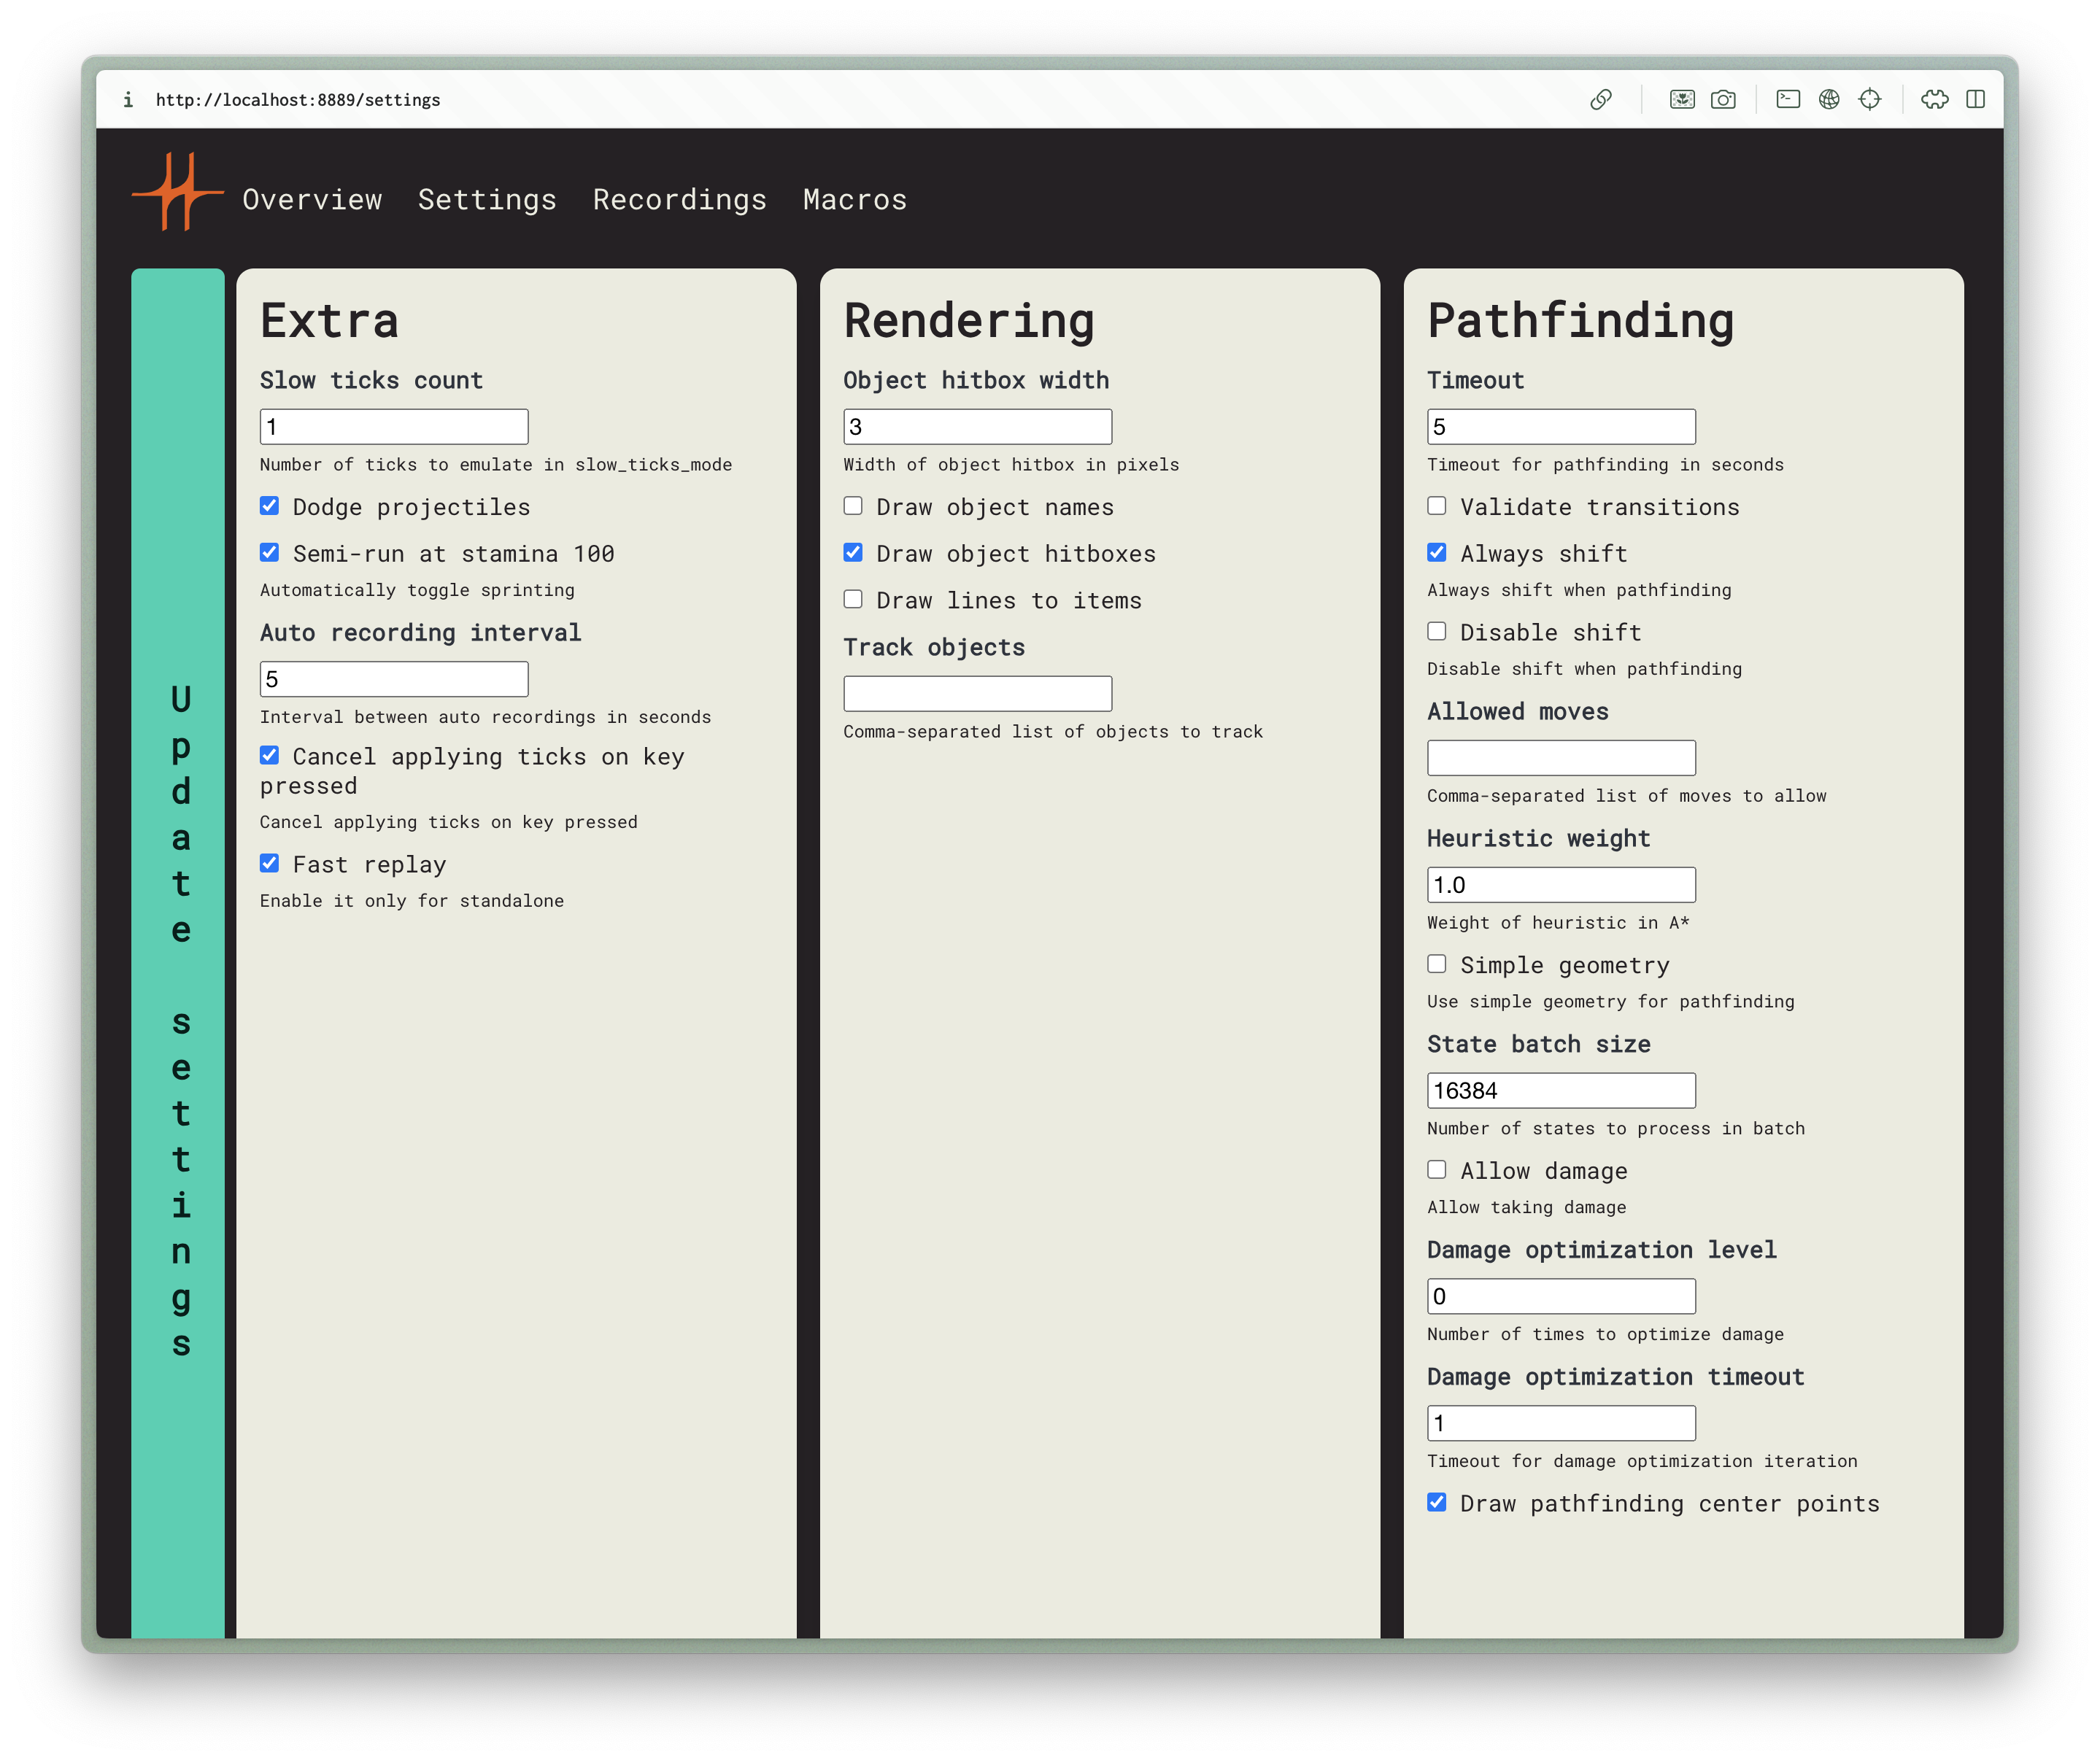 http://localhost:8889/settings
Overview Settings Recordings Macros
Update settings
Extra
Slow ticks count
1
Number of ticks to emulate in slow_ticks_mode
Dodge projectiles
Semi-run at stamina 100
Automatically toggle sprinting
Auto recording interval
5
Interval between auto recordings in seconds
Cancel applying ticks on key
pressed
Cancel applying ticks on key pressed
Fast replay
Enable it only for standalone
Rendering
Object hitbox width
3
Width of object hitbox in pixels
Draw object names
Draw object hitboxes
Draw lines to items
Track objects
Comma-separated list of objects to track
Pathfinding
Timeout
5
Timeout for pathfinding in seconds
Validate transitions
Always shift
Always shift when pathfinding
Disable shift
Disable shift when pathfinding
Allowed moves
Comma-separated list of moves to allow
Heuristic weight
1.0
Weight of heuristic in A*
Simple geometry
Use simple geometry for pathfinding
State batch size
16384
Number of states to process in batch
Allow damage
Allow taking damage
Damage optimization level
0
Number of times to optimize damage
Damage optimization timeout
1
Timeout for damage optimization iteration
Draw pathfinding center points